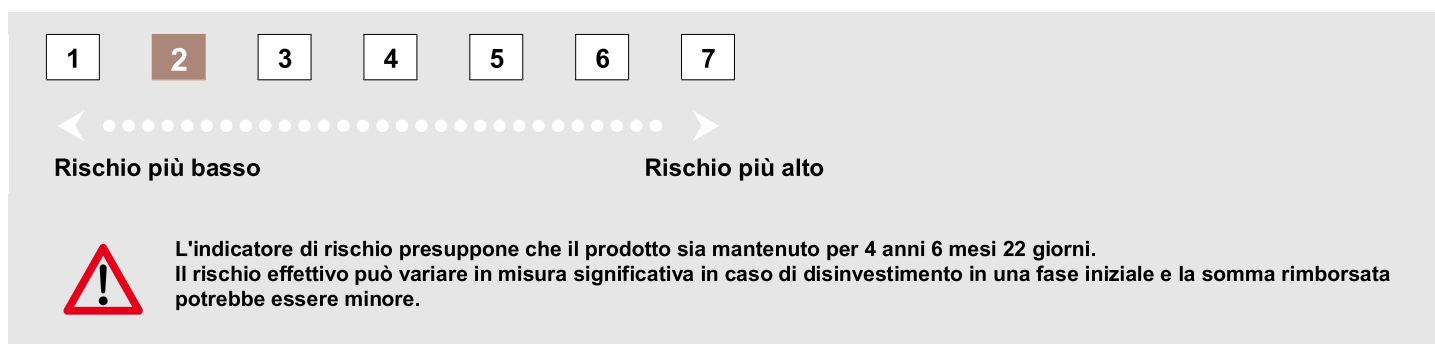 1 2 3 4 5 6 7
Rischio più basso Rischio più alto
L'indicatore di rischio presuppone che il prodotto sia mantenuto per 4 anni 6 mesi 22 giorni.
Il rischio effettivo può variare in misura significativa in caso di disinvestimento in una fase iniziale e la somma rimborsata
potrebbe essere minore.